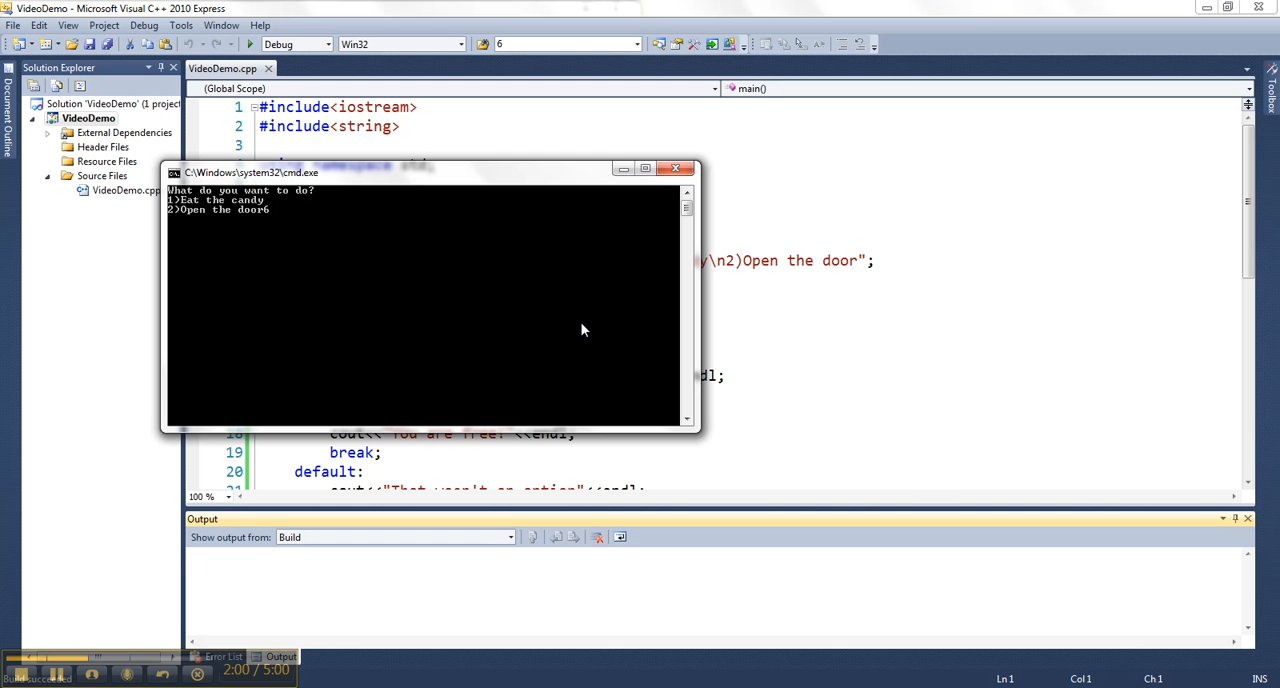 VideoDemo - Microsoft Visual C++ 2010 Express
File Edit View Project Debug Tools Window Help
Debug Win32 6
Solution Explorer
VideoDemo.cpp
Document Outline
Toolbox
(Global Scope) main()
Solution 'VideoDemo' (1 project
VideoDemo
External Dependencies
Header Files
Resource Files
Source Files
VideoDemo.cpp
1 #include<iostream>
2 #include<string>
3
using namespace std;
C:\Windows\system32\cmd.exe
What do you want to do?
1)Eat the candy
2)Open the door6
y\n2)Open the door";
dl;
18 cout<<"You are free!"<<endl;
19 break;
20 default:
21 cout<<"That wasn't an option"<<endl;
100 %
Output
Show output from: Build
Error List Output
2:00 / 5:00
Build succeeded
Ln 1 Col 1 Ch 1 INS